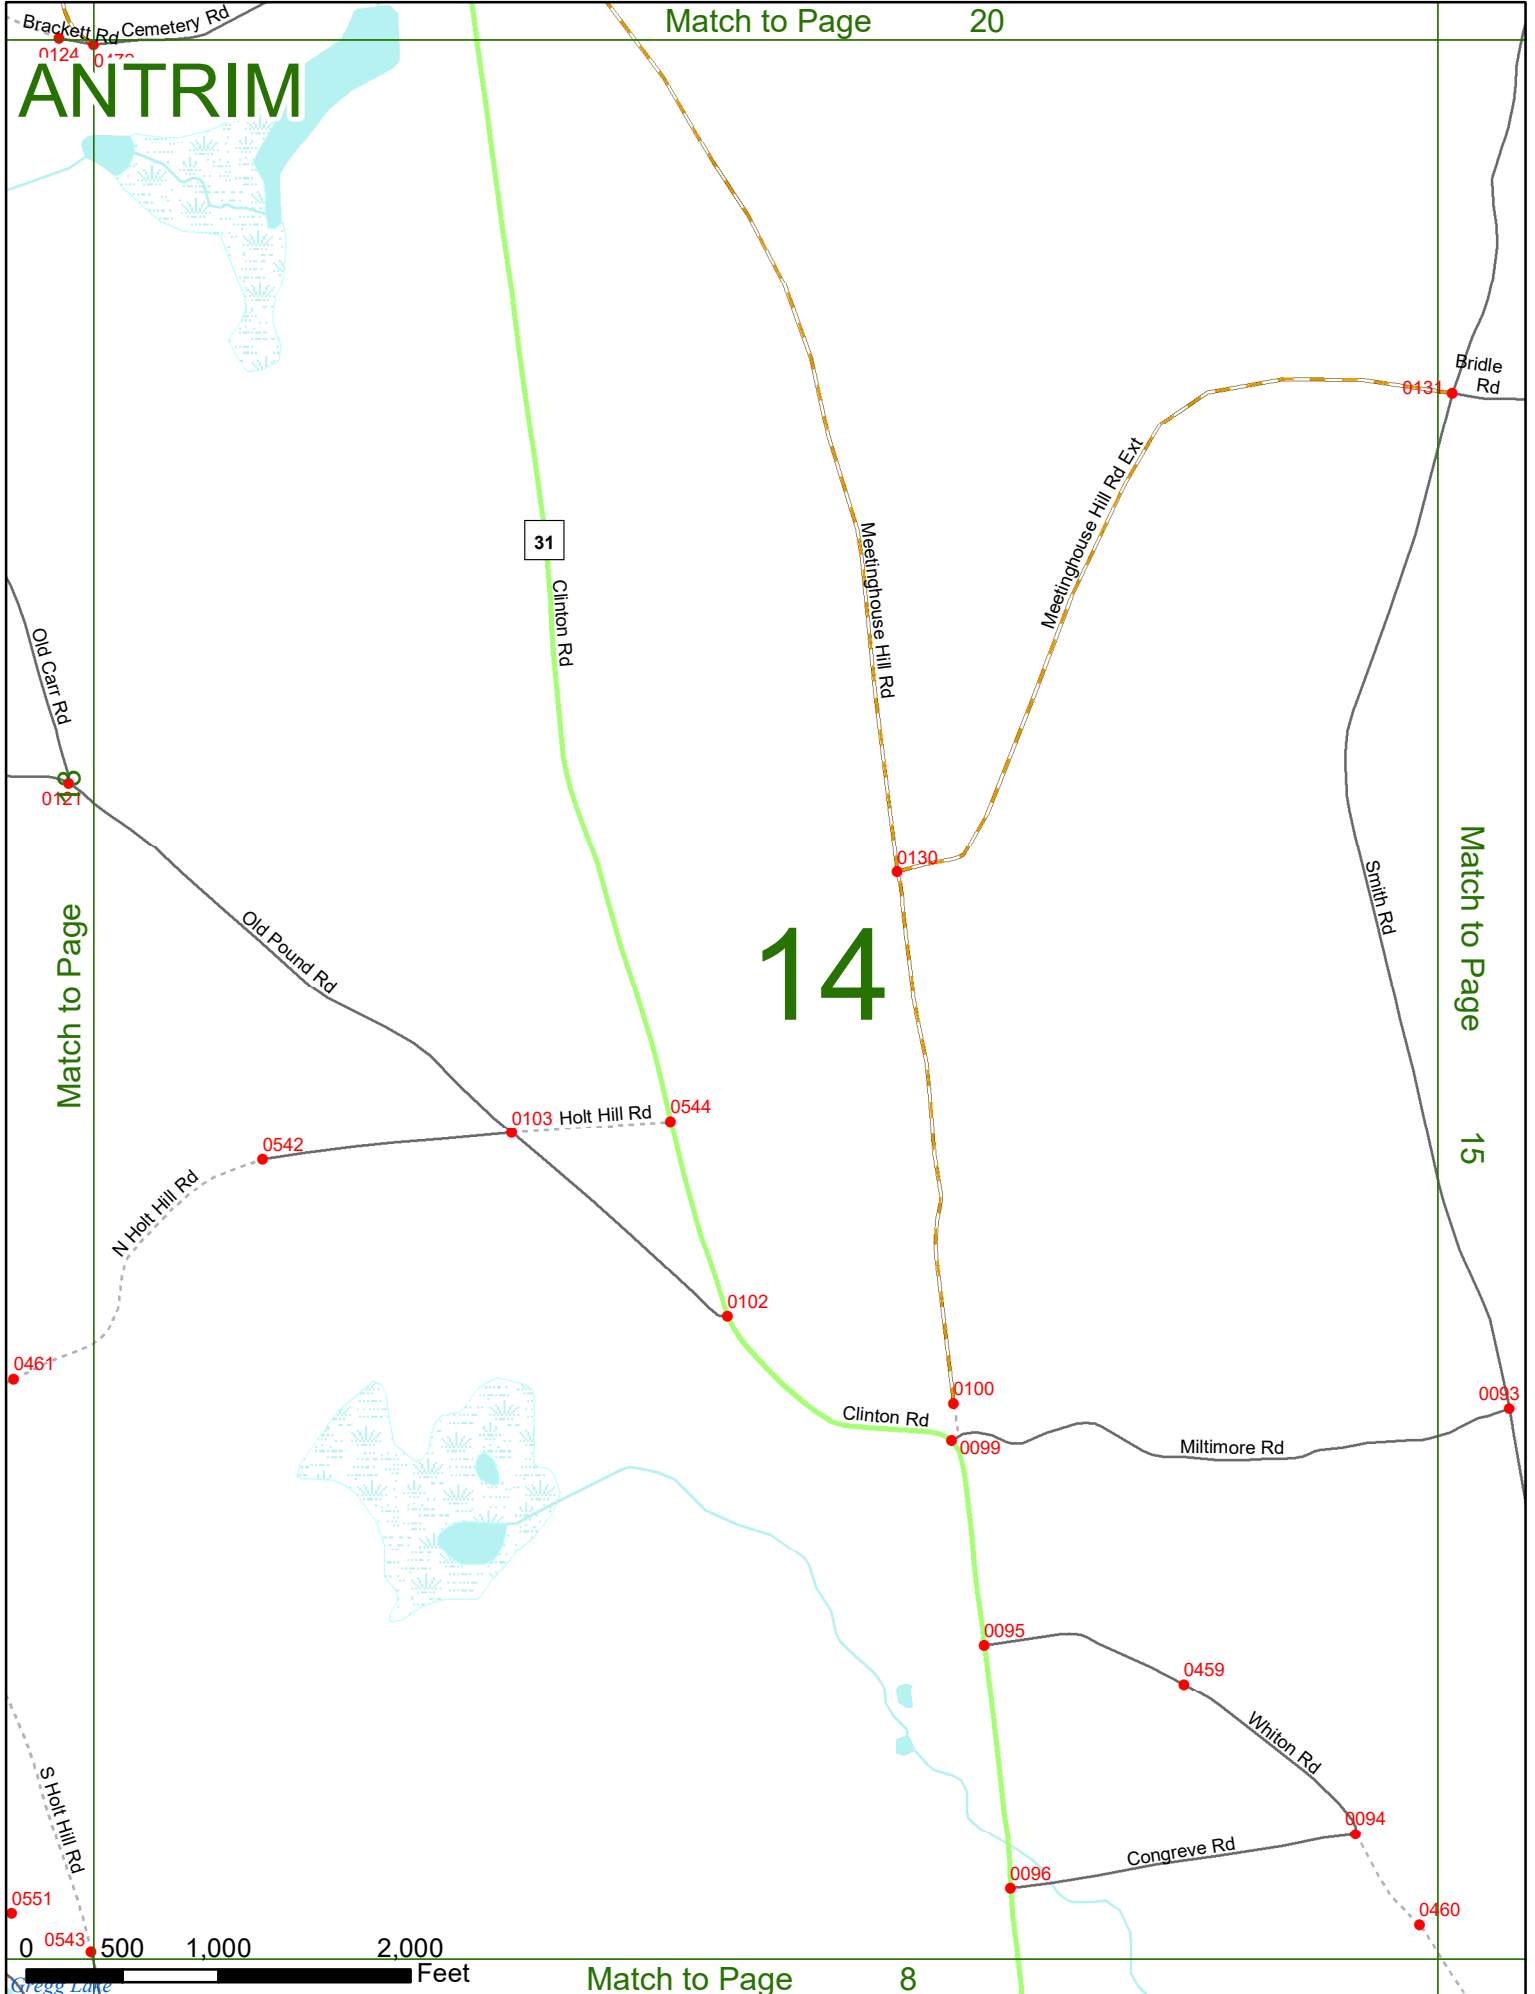 Match to Page 20
Brackett Rd
Cemetery Rd
0124
ANTRIM
Bridle
Rd
0131
Meetinghouse Hill Rd Ext
31
Clinton Rd
Meetinghouse Hill Rd
Old Carr Rd
13
0121
Match to Page
Old Pound Rd
0130
14
Smith Rd
Match to Page 15
0103
Holt Hill Rd
0544
0542
N Holt Hill Rd
0102
0461
0100
0093
Clinton Rd
0099
Miltimore Rd
0095
0459
Whiton Rd
S Holt Hill Rd
0094
Congreve Rd
0096
0551
0460
0543
0 500 1,000 2,000
Feet
Gregg Lake
Match to Page 8